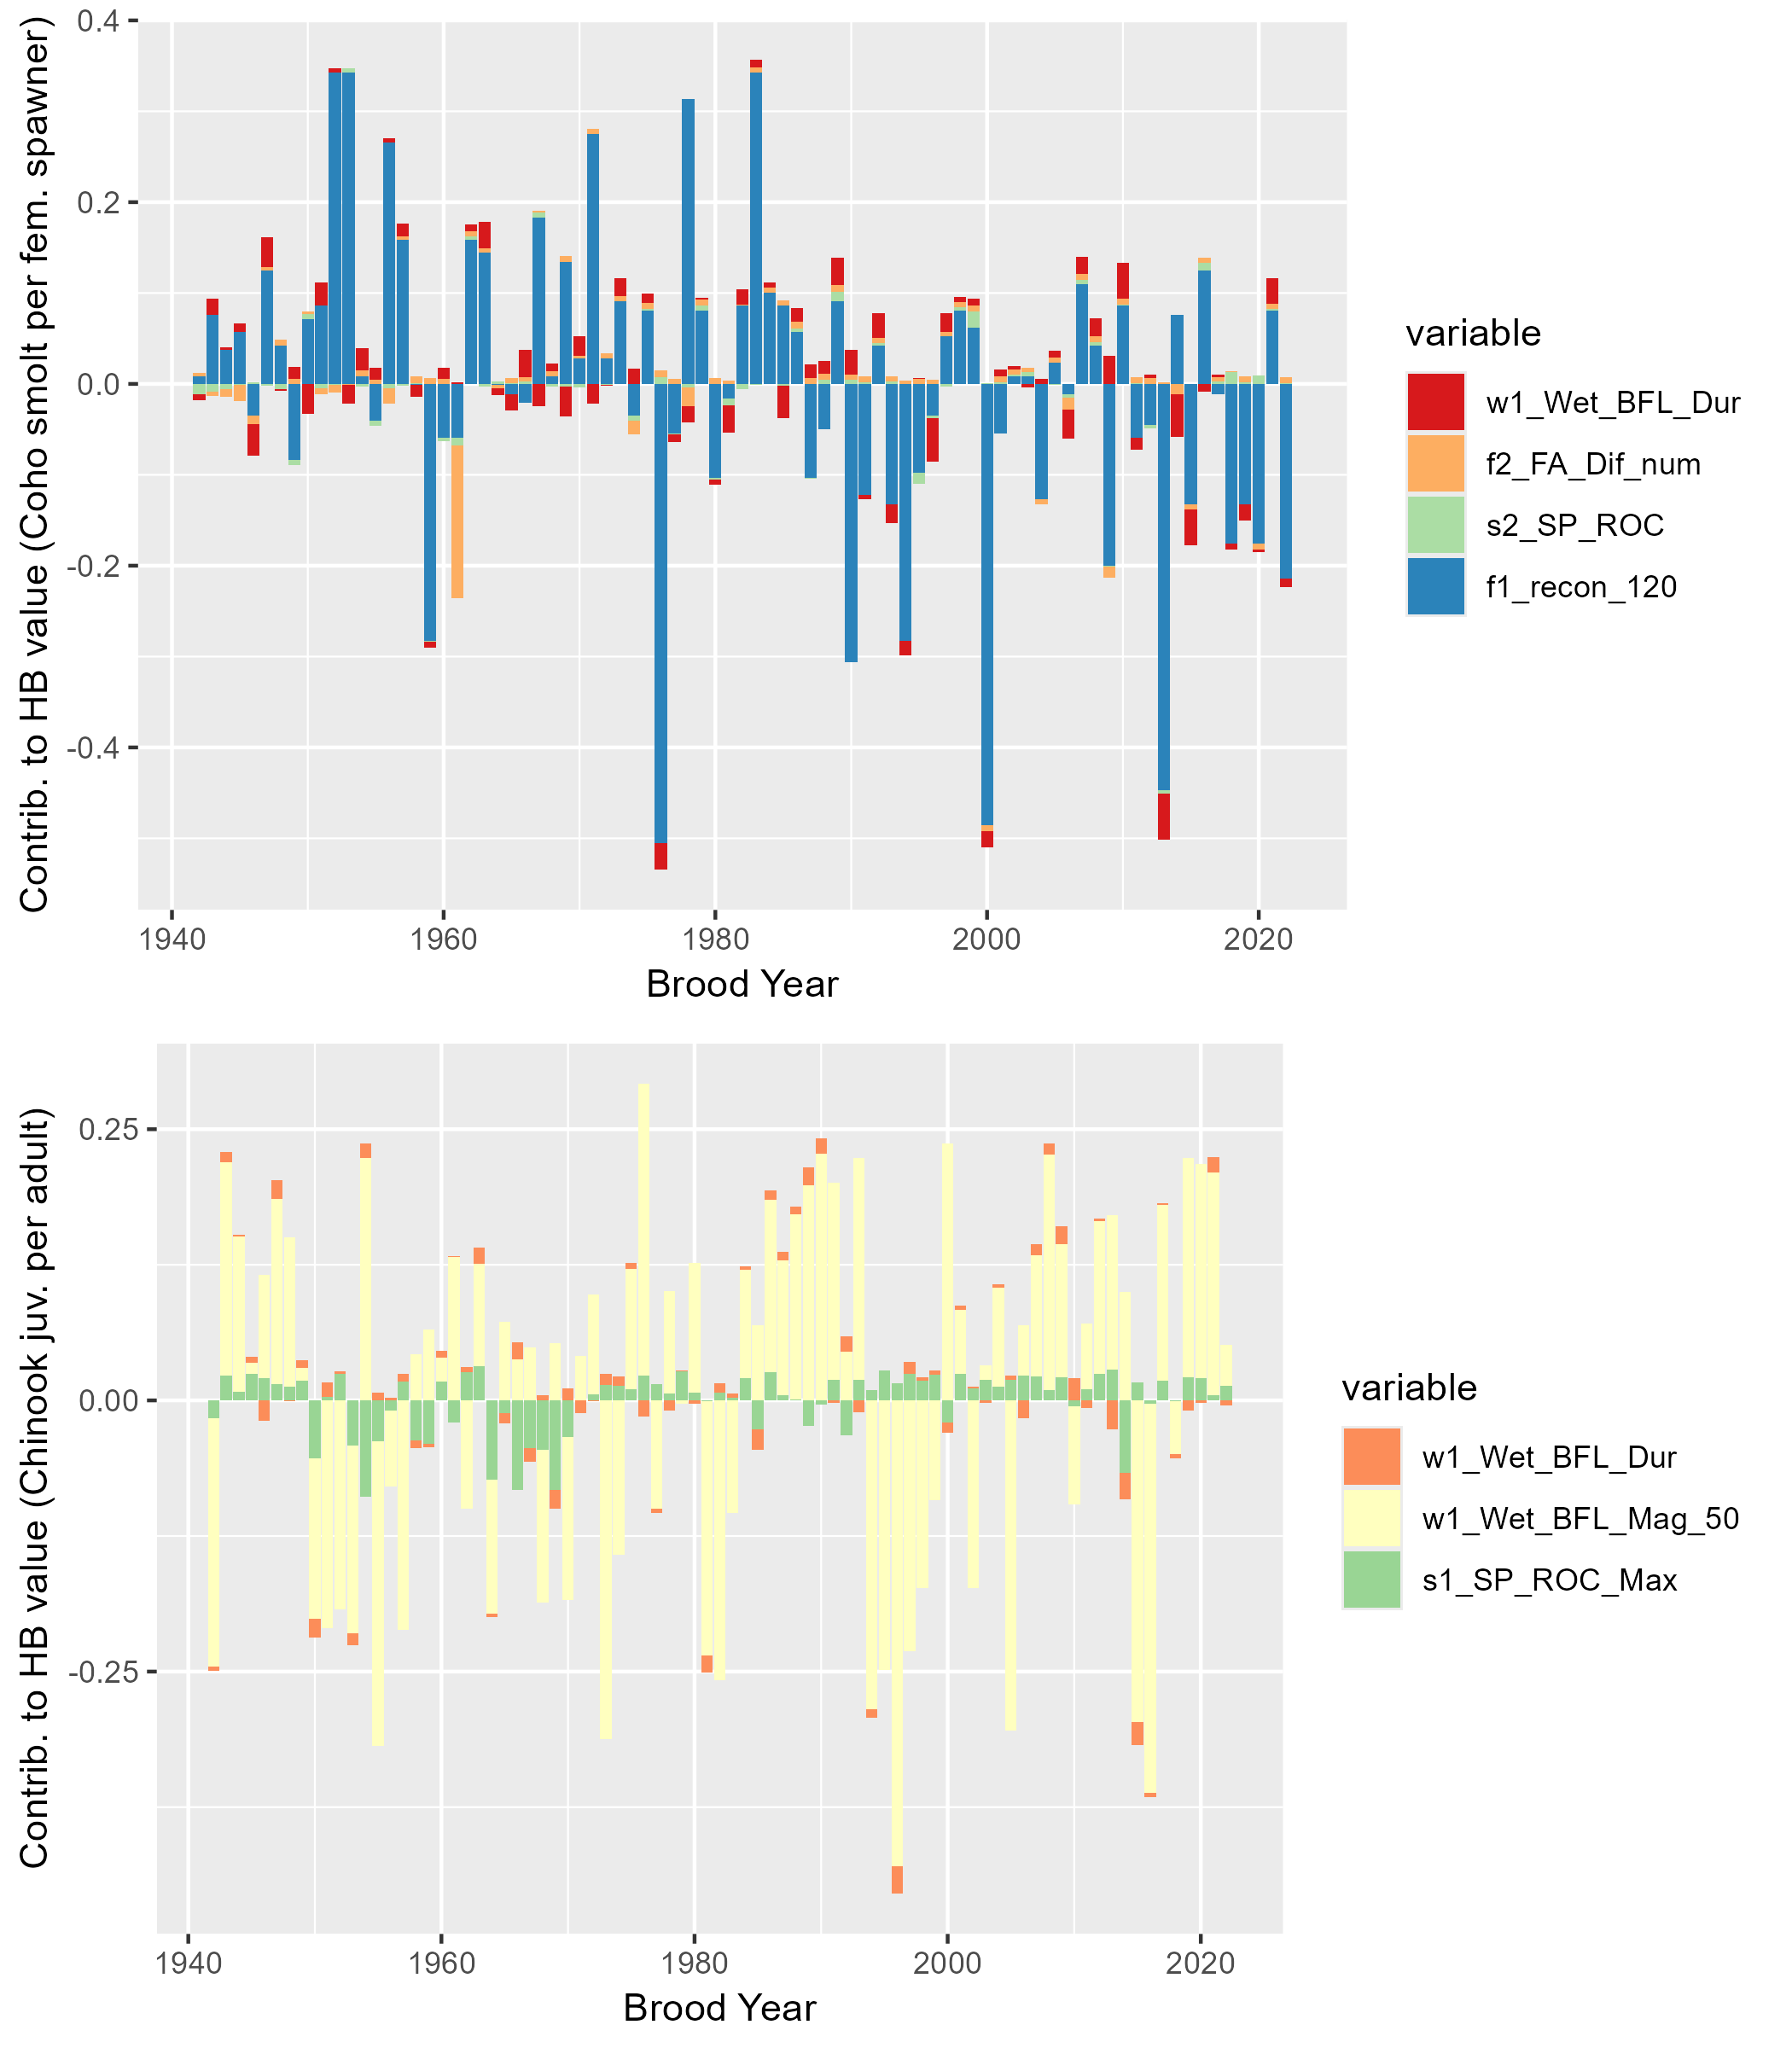 Contrib. to HB value (Coho smolt per fem. spawner)
0.4
0.2
0.0
-0.2
-0.4
1940 1960 1980 2000 2020
Brood Year
variable
w1_Wet_BFL_Dur
f2_FA_Dif_num
s2_SP_ROC
f1_recon_120
Contrib. to HB value (Chinook juv. per adult)
0.25
0.00
-0.25
1940 1960 1980 2000 2020
Brood Year
variable
w1_Wet_BFL_Dur
w1_Wet_BFL_Mag_50
s1_SP_ROC_Max